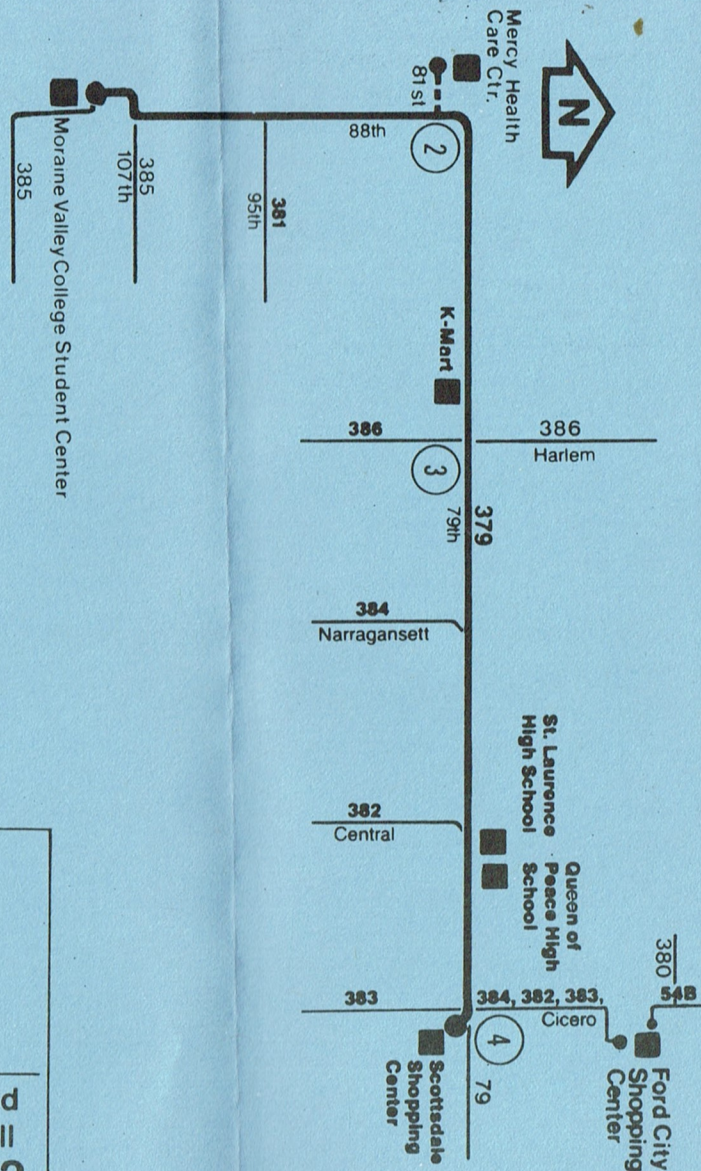 N
Mercy Health
Care Ctr.
81 st
2
88th
381
95th
385
107th
Moraine Valley College Student Center
385
K-Mart
386
386
Harlem
3
379
79th
384
Narragansett
St. Laurence
High School
Queen of
Peace High
School
382
Central
380
54B
384, 382, 383,
Cicero
383
4
79
Ford City
Shopping
Center
Scottsdale
Shopping
Center